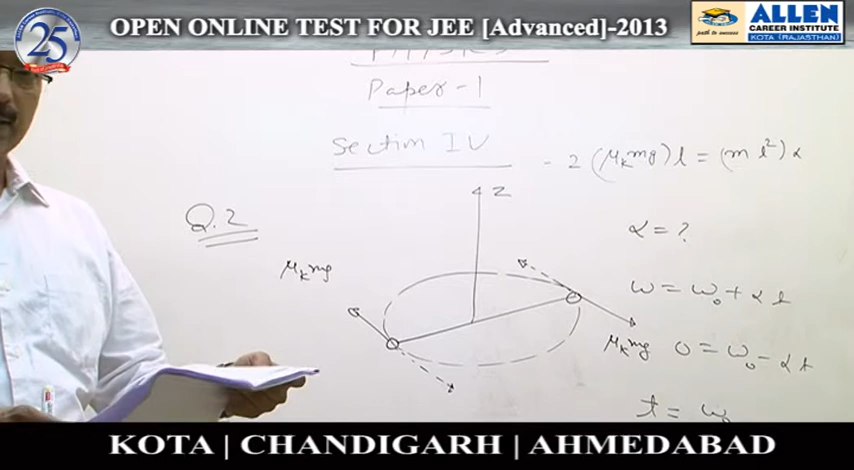 OPEN ONLINE TEST FOR JEE [Advanced]-2013
25
path to success
ALLEN
CAREER INSTITUTE
KOTA (RAJASTHAN)
Paper-1
Section IV
- 2 (μₖmg) l = (m l²) α
Z
Q.2
α = ?
μₖmg
ω = ω₀ + α t
μₖmg
0 = ω₀ - α t
t = ω₀
KOTA | CHANDIGARH | AHMEDABAD